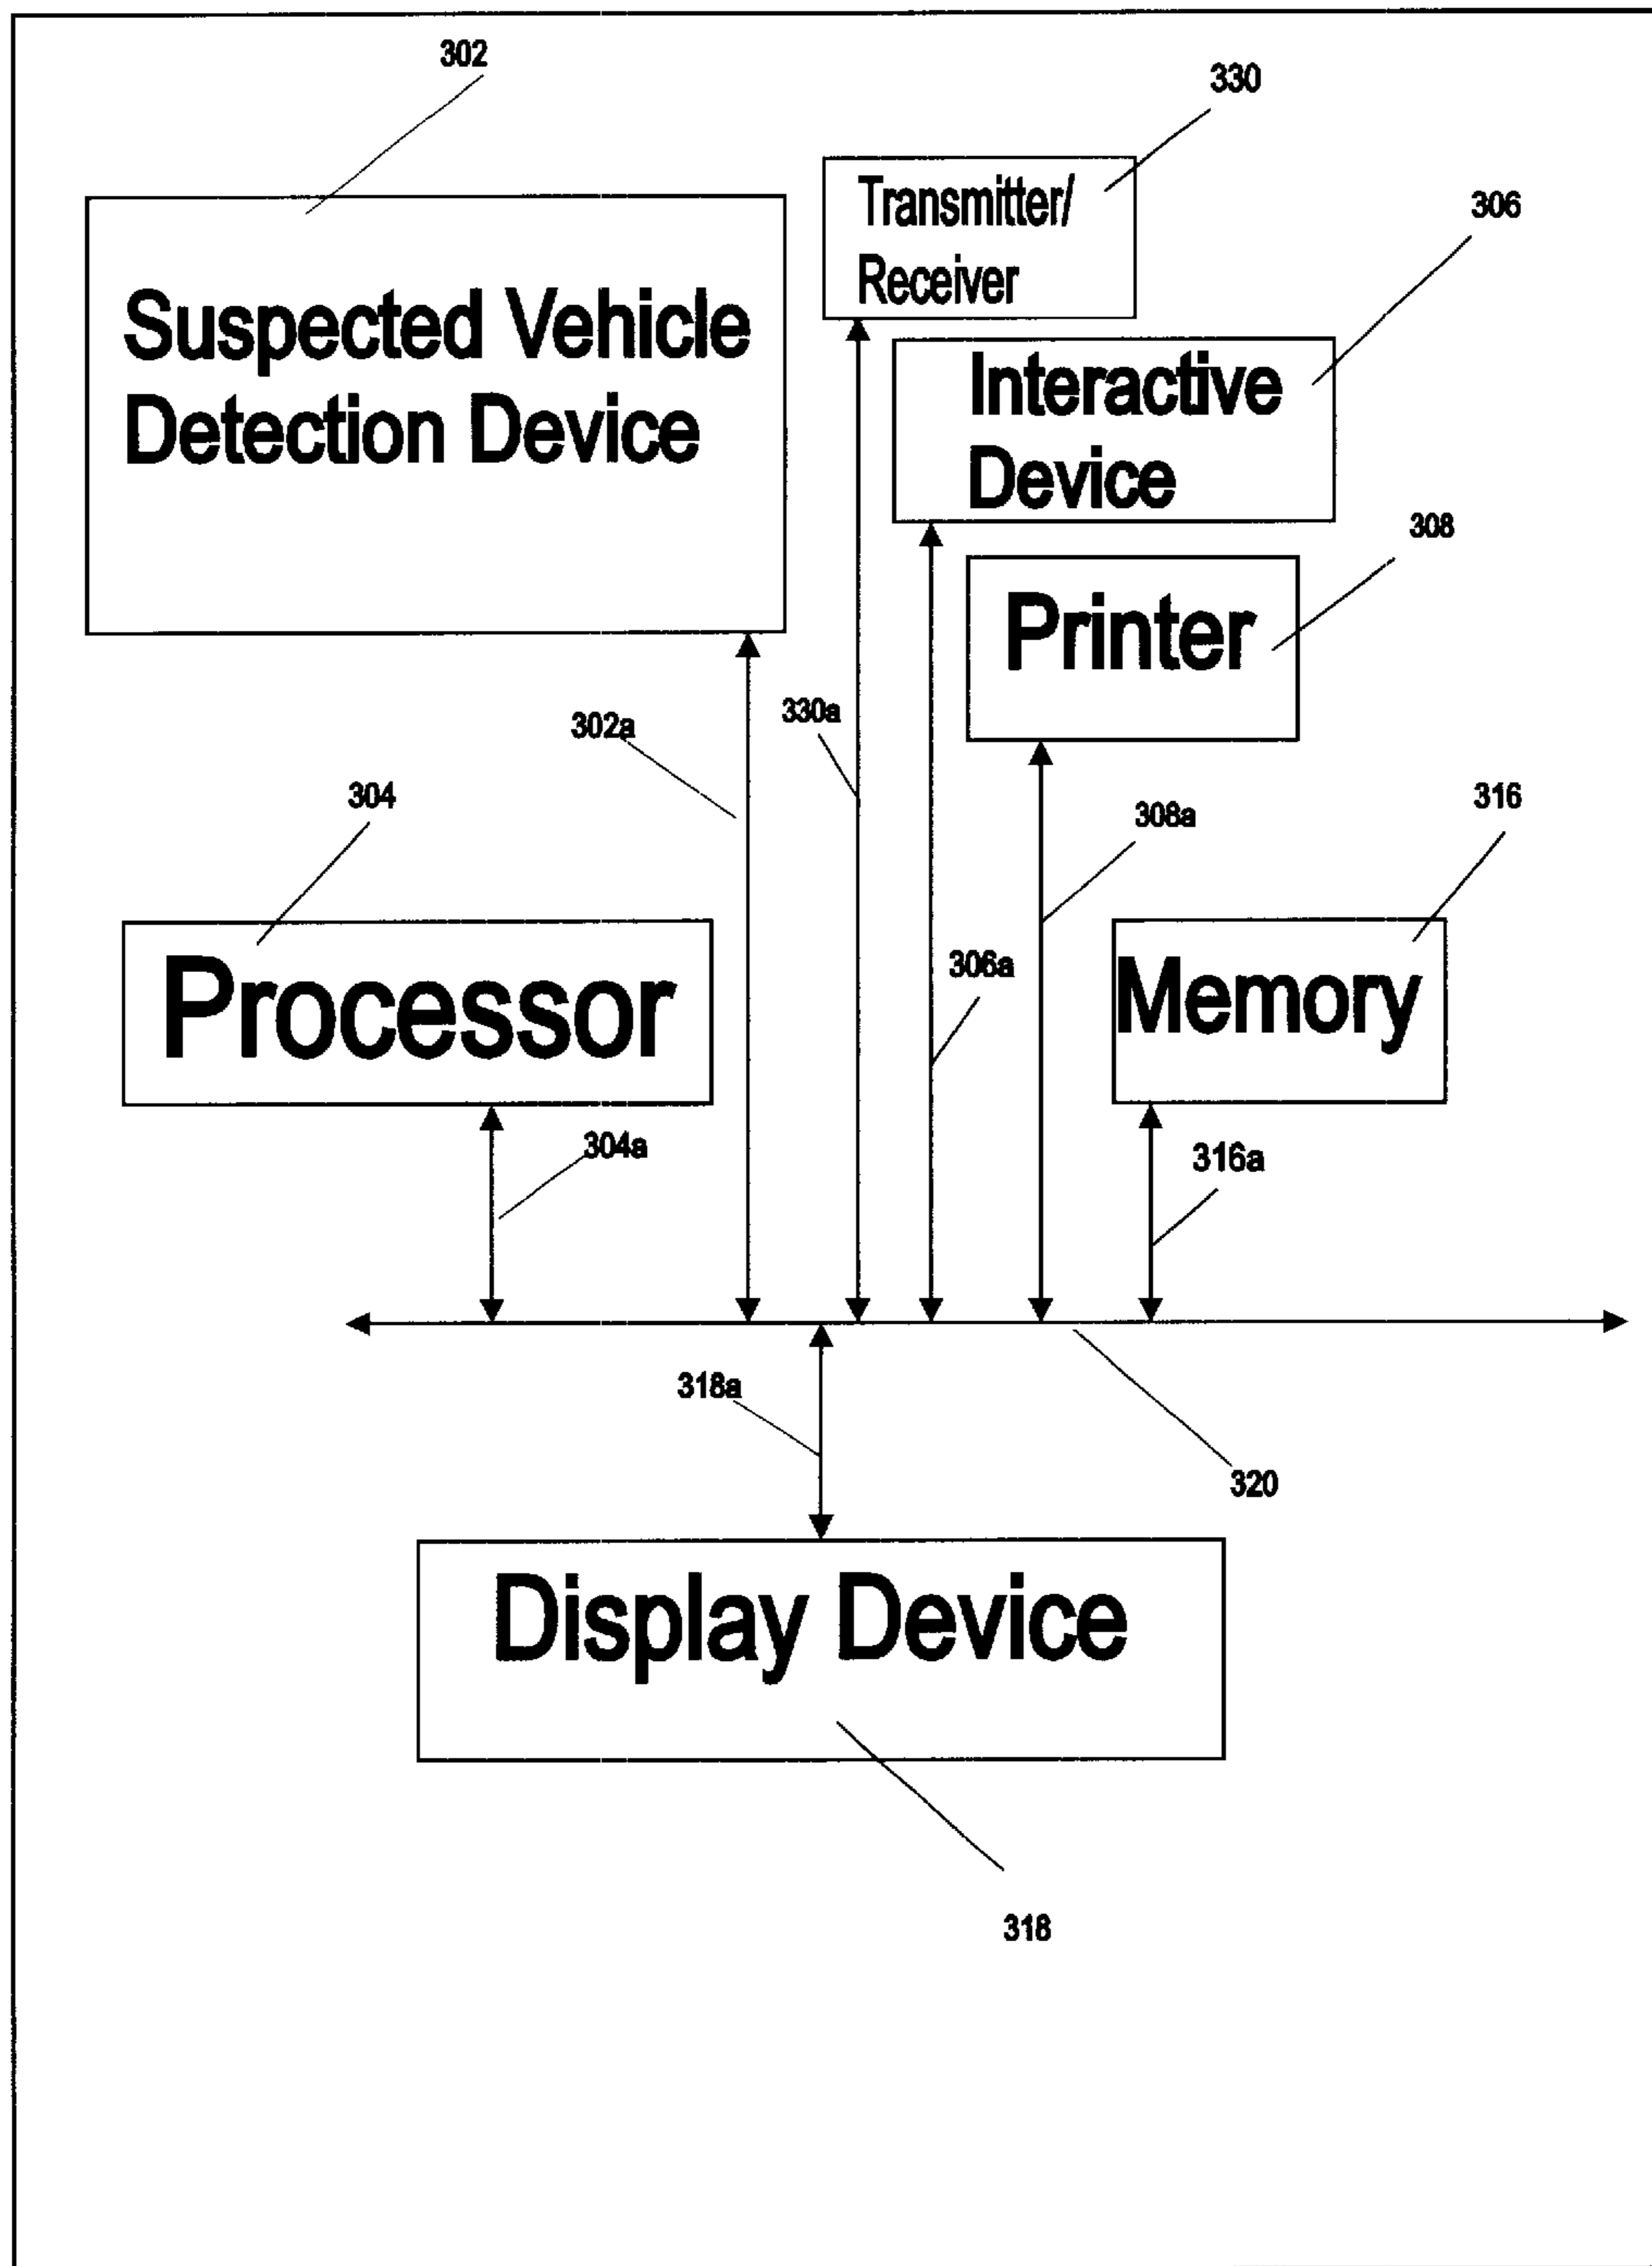 302
330
Transmitter/
Receiver
306
Suspected Vehicle
Detection Device
Interactive
Device
308
Printer
302a
330a
304
316
308a
Processor
306a
Memory
304a
316a
318a
320
Display Device
318